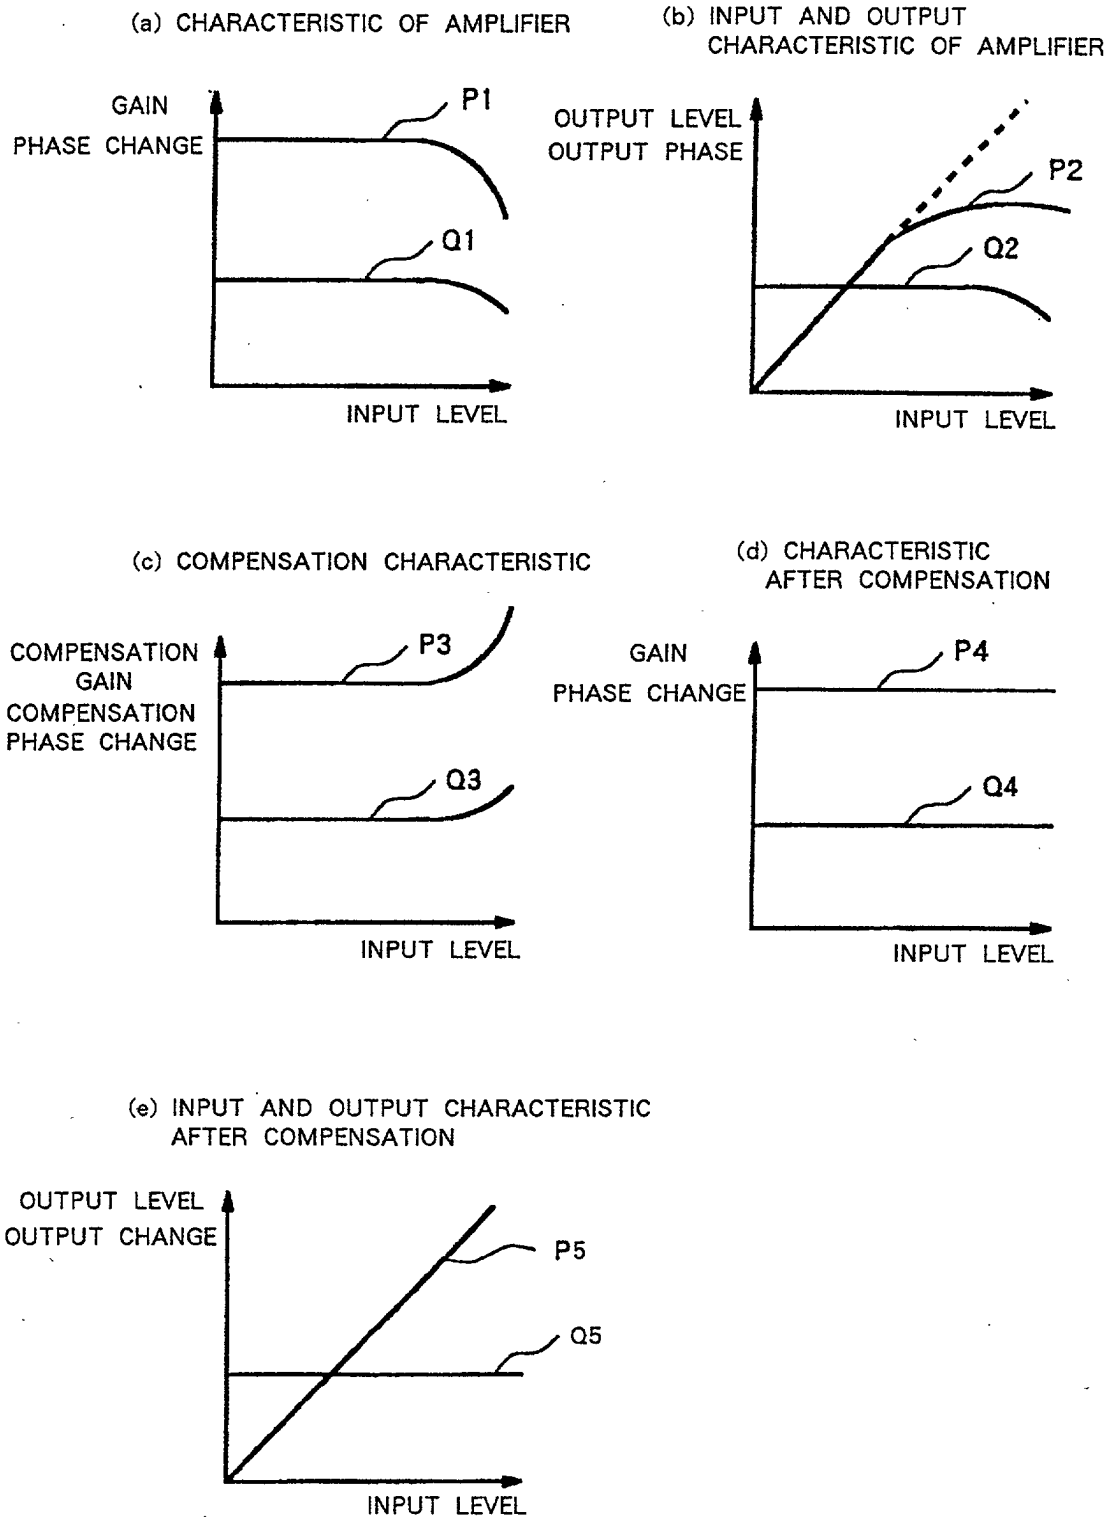 (a) CHARACTERISTIC OF AMPLIFIER
GAIN
PHASE CHANGE
P1
Q1
INPUT LEVEL
(b) INPUT AND OUTPUT
CHARACTERISTIC OF AMPLIFIER
OUTPUT LEVEL
OUTPUT PHASE
P2
Q2
INPUT LEVEL
(c) COMPENSATION CHARACTERISTIC
COMPENSATION
GAIN
COMPENSATION
PHASE CHANGE
P3
Q3
INPUT LEVEL
(d) CHARACTERISTIC
AFTER COMPENSATION
GAIN
PHASE CHANGE
P4
Q4
INPUT LEVEL
(e) INPUT AND OUTPUT CHARACTERISTIC
AFTER COMPENSATION
OUTPUT LEVEL
OUTPUT CHANGE
P5
Q5
INPUT LEVEL